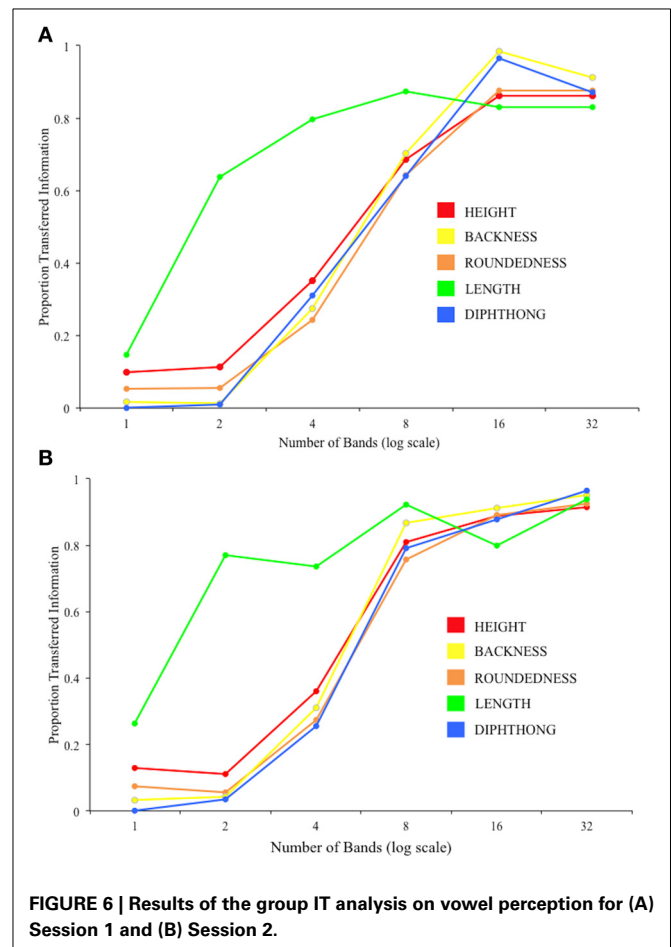 A
1
0.8
0.6
0.4
0.2
0
Proportion Transferred Information
HEIGHT
BACKNESS
ROUNDEDNESS
LENGTH
DIPHTHONG
1 2 4 8 16 32
Number of Bands (log scale)
B
1
0.8
0.6
0.4
0.2
0
Proportion Transferred Information
HEIGHT
BACKNESS
ROUNDEDNESS
LENGTH
DIPHTHONG
1 2 4 8 16 32
Number of Bands (log scale)
FIGURE 6 | Results of the group IT analysis on vowel perception for (A)
Session 1 and (B) Session 2.